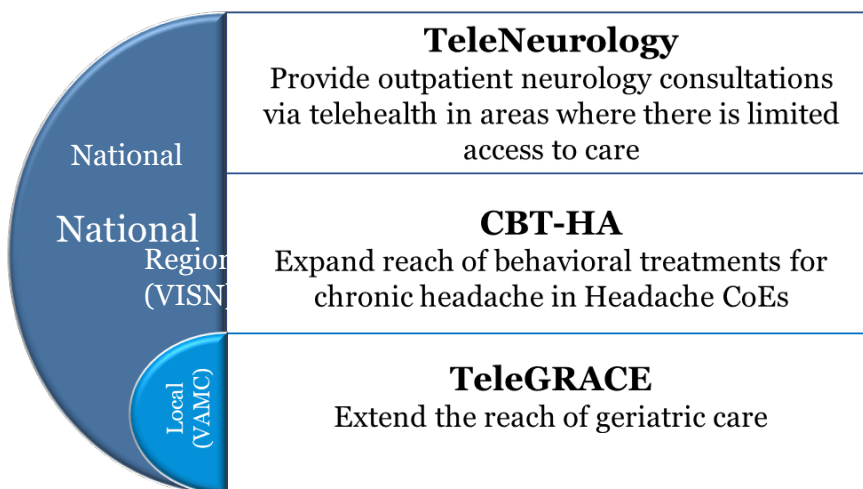 National
National
Region
(VISN)
Local
(VAMC)
TeleNeurology
Provide outpatient neurology consultations
via telehealth in areas where there is limited
access to care
CBT-HA
Expand reach of behavioral treatments for
chronic headache in Headache CoEs
TeleGRACE
Extend the reach of geriatric care